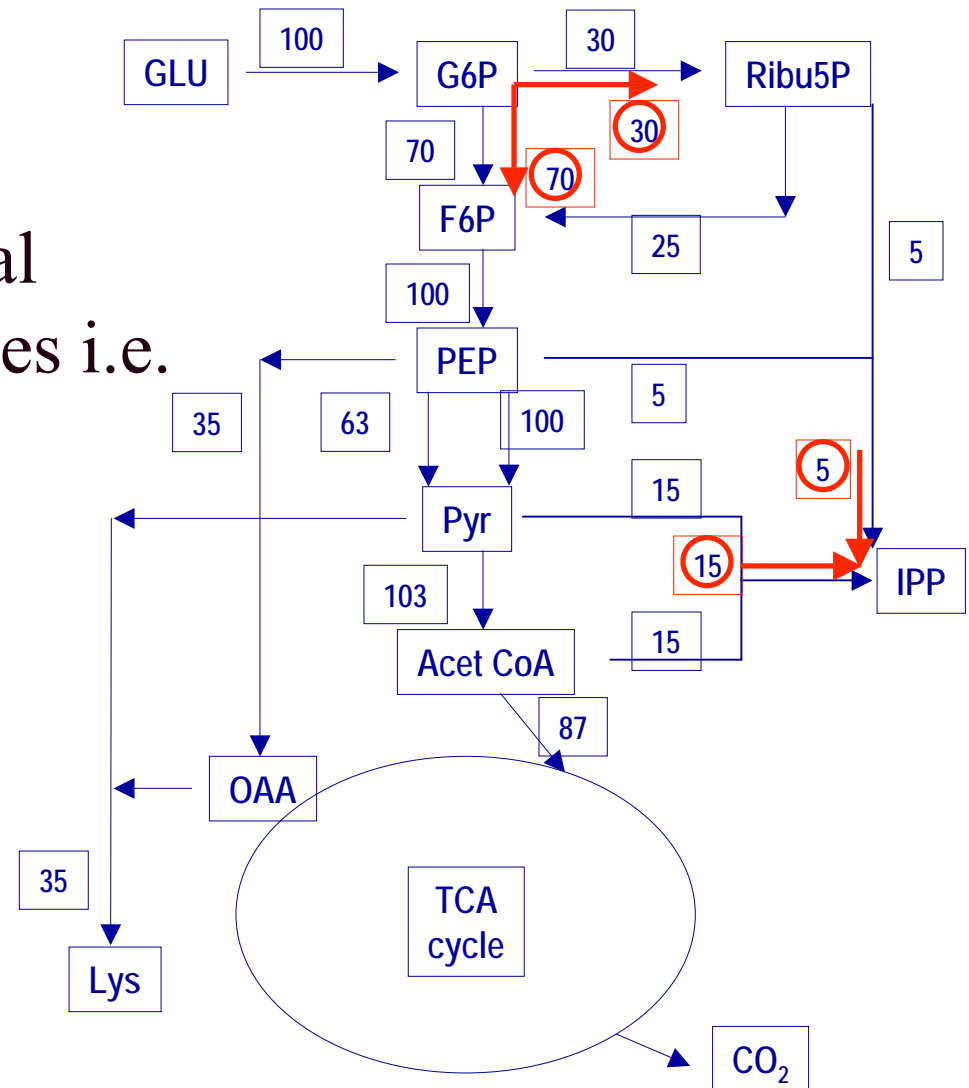 100
30
GLU
G6P
Ribu5P
30
70
70
F6P
al
25
5
es i.e.
100
PEP
5
35
63
100
5
15
Pyr
15
IPP
103
15
Acet CoA
87
OAA
35
TCA
cycle
Lys
CO₂